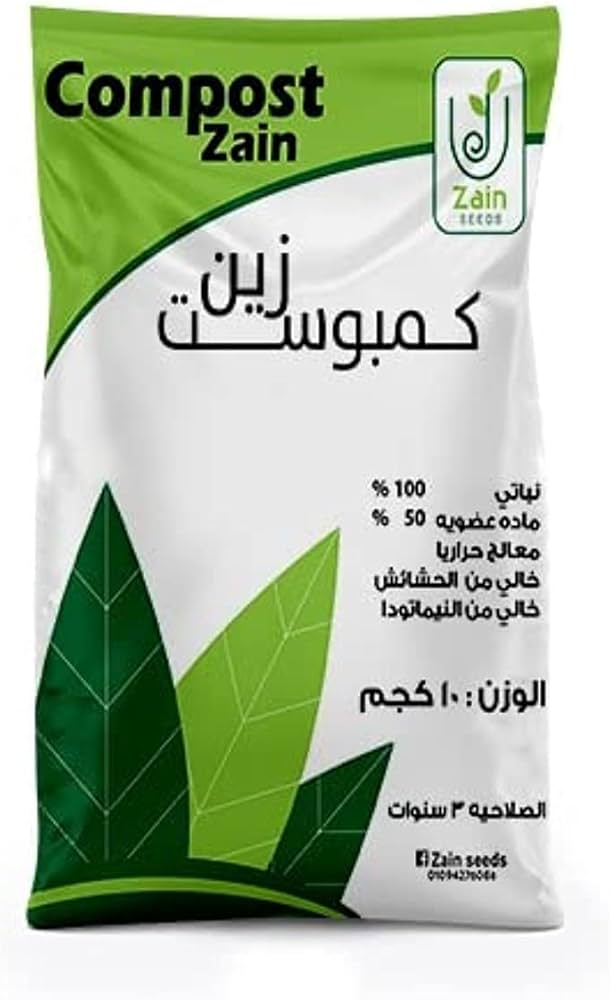 Compost
Zain
Zain
SEEDS
زين
كمبوست
نباتي 100 %
ماده عضويه 50 %
معالج حراريا
خالي من الحشائش
خالي من النيماتودا
الوزن : ١٠ كجم
الصلاحيه ٣ سنوات
Zain seeds